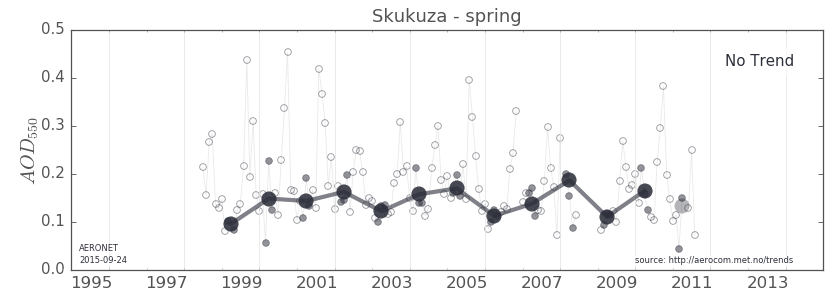 Skukuza - spring
0.5
No Trend
0.4
0.3
AOD550
0.2
0.1
AERONET
2015-09-24
source: http://aerocom.met.no/trends
0.0
1995 1997 1999 2001 2003 2005 2007 2009 2011 2013